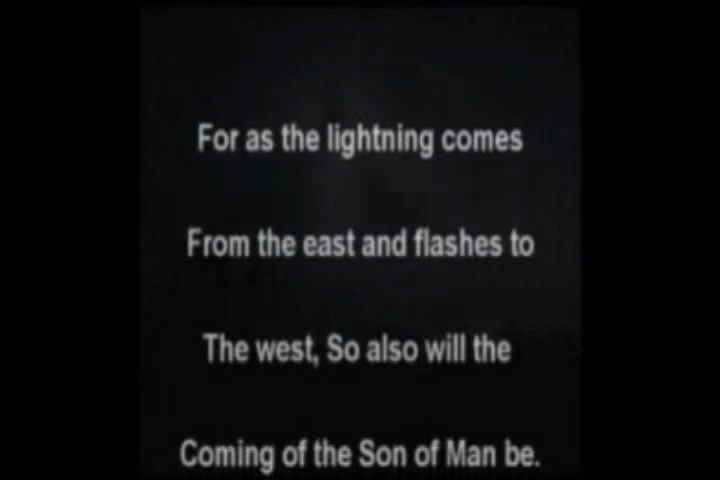 For as the lightning comes
From the east and flashes to
The west, So also will the
Coming of the Son of Man be.